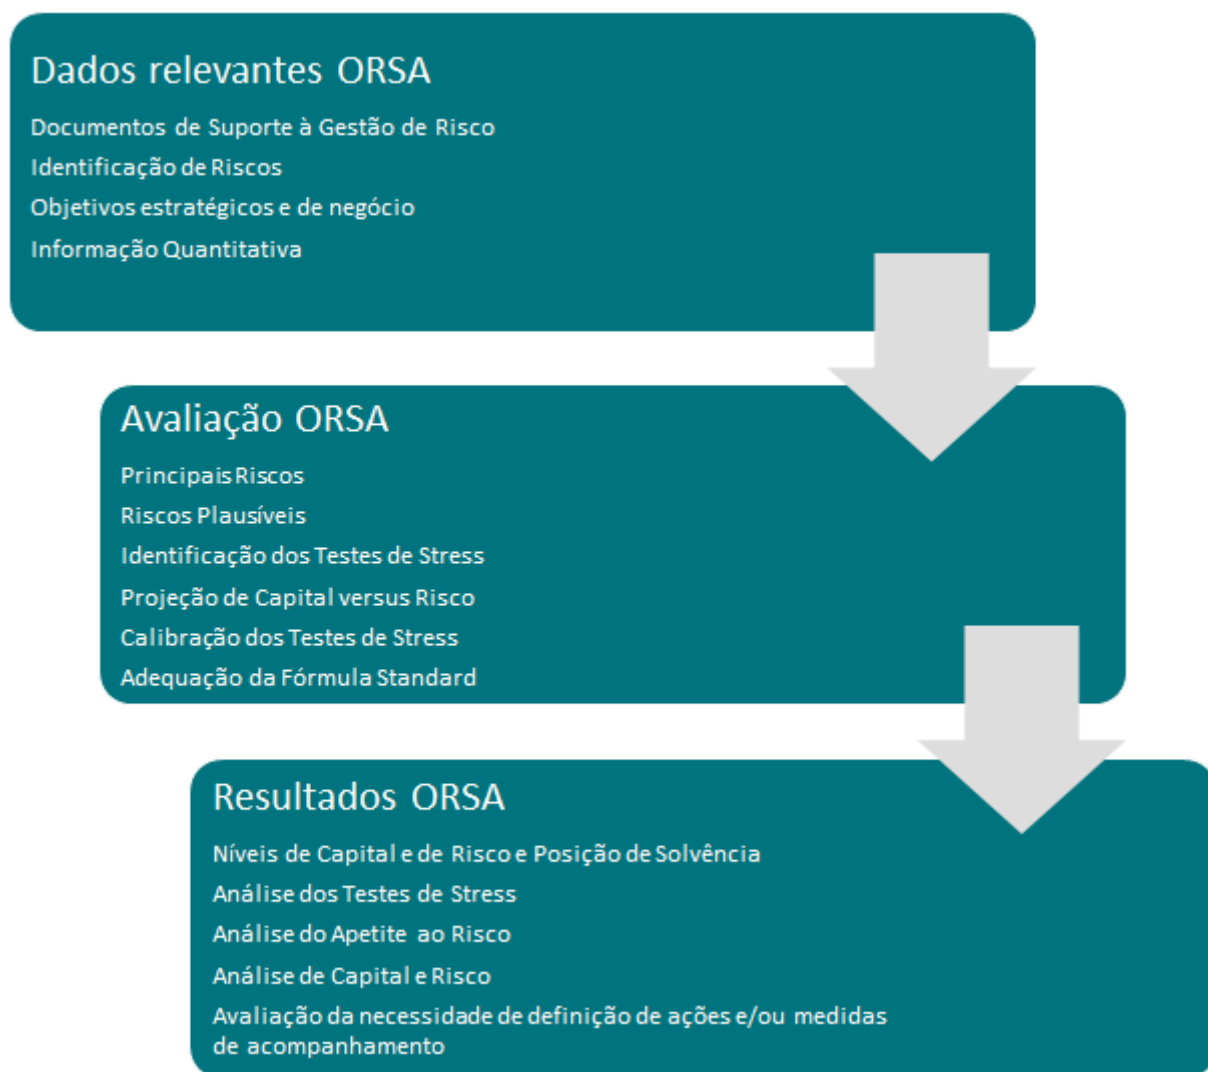 Dados relevantes ORSA
Documentos de Suporte à Gestão de Risco
Identificação de Riscos
Objetivos estratégicos e de negócio
Informação Quantitativa
Avaliação ORSA
Principais Riscos
Riscos Plausíveis
Identificação dos Testes de Stress
Projeção de Capital versus Risco
Calibração dos Testes de Stress
Adequação da Fórmula Standard
Resultados ORSA
Níveis de Capital e de Risco e Posição de Solvência
Análise dos Testes de Stress
Análise do Apetite ao Risco
Análise de Capital e Risco
Avaliação da necessidade de definição de ações e/ou medidas
de acompanhamento